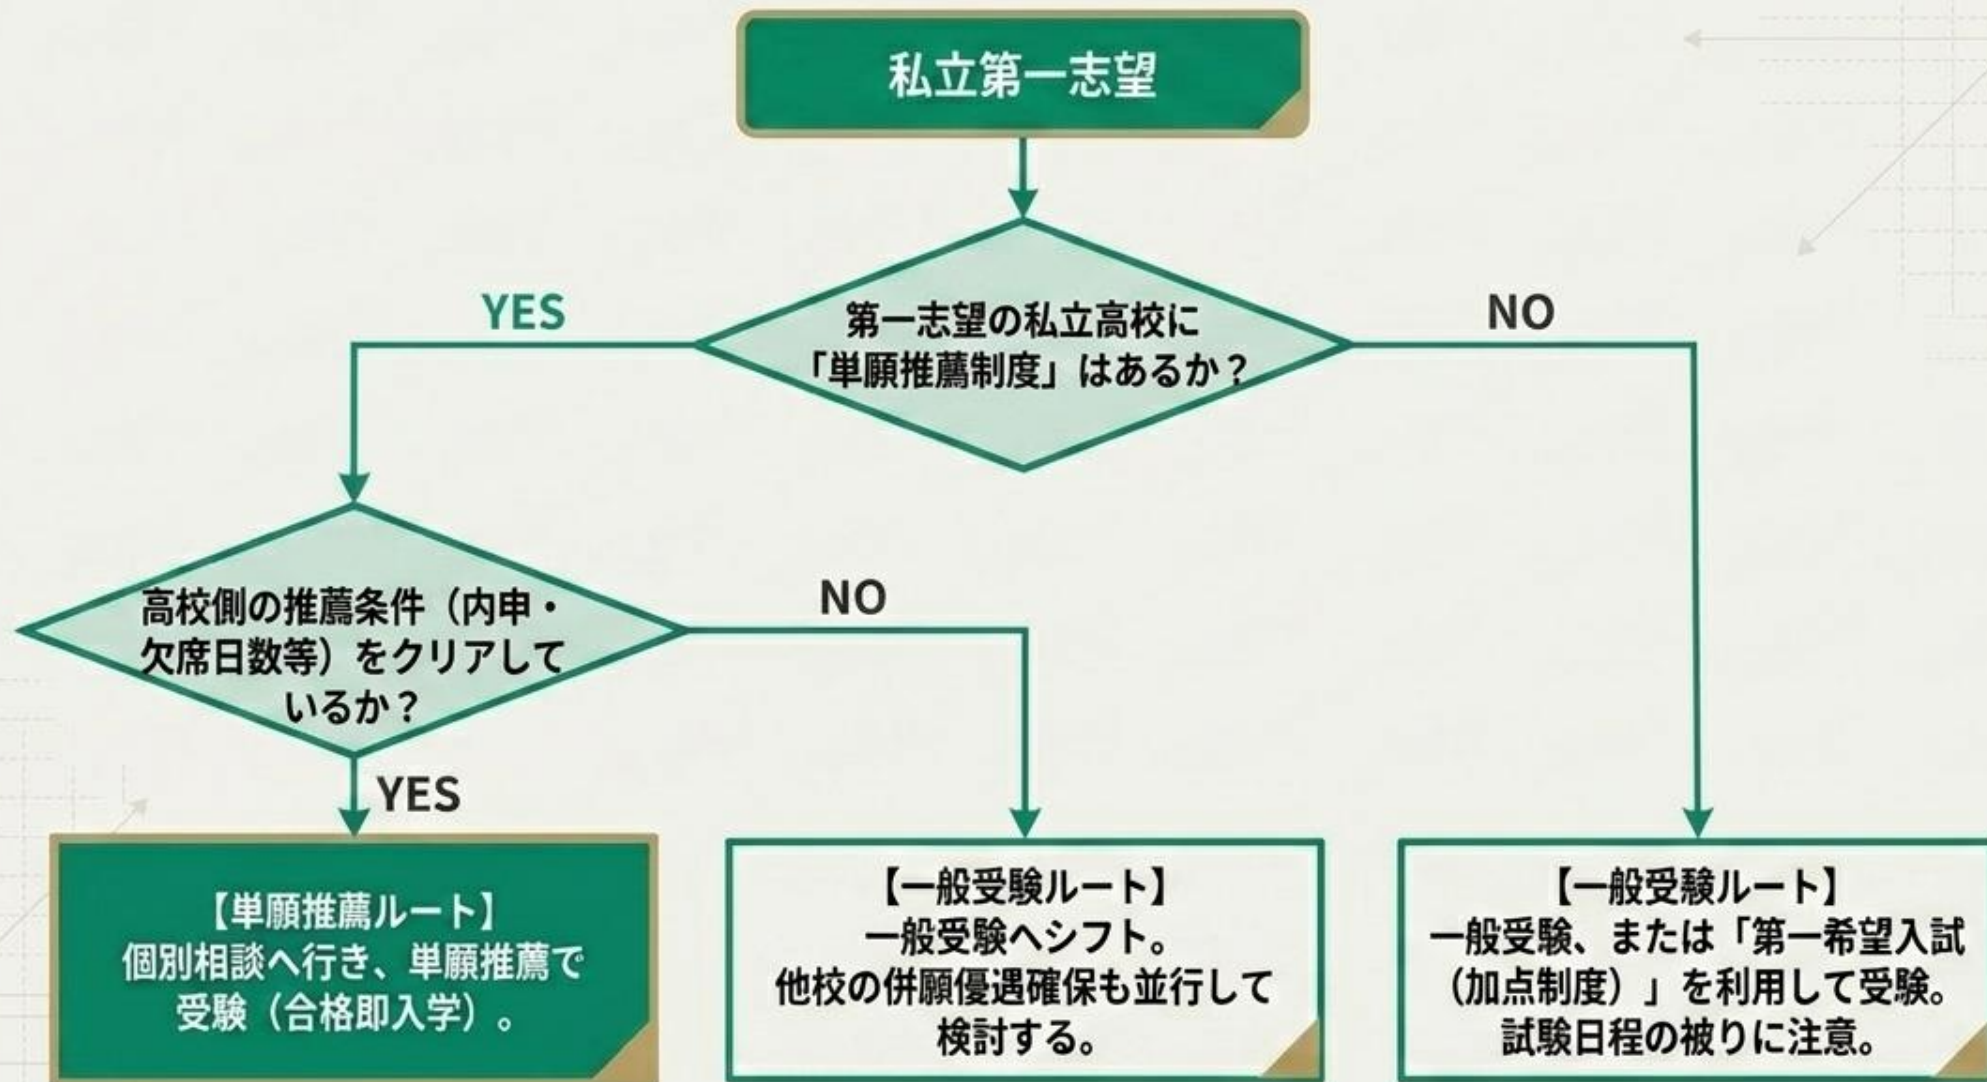 私立第一志望
第一志望の私立高校に
「単願推薦制度」はあるか？
YES
NO
高校側の推薦条件（内申・
欠席日数等）をクリアして
いるか？
NO
YES
【単願推薦ルート】
個別相談へ行き、単願推薦で
受験（合格即入学）。
【一般受験ルート】
一般受験へシフト。
他校の併願優遇確保も並行して
検討する。
【一般受験ルート】
一般受験、または「第一希望入試
（加点制度）」を利用して受験。
試験日程の被りに注意。